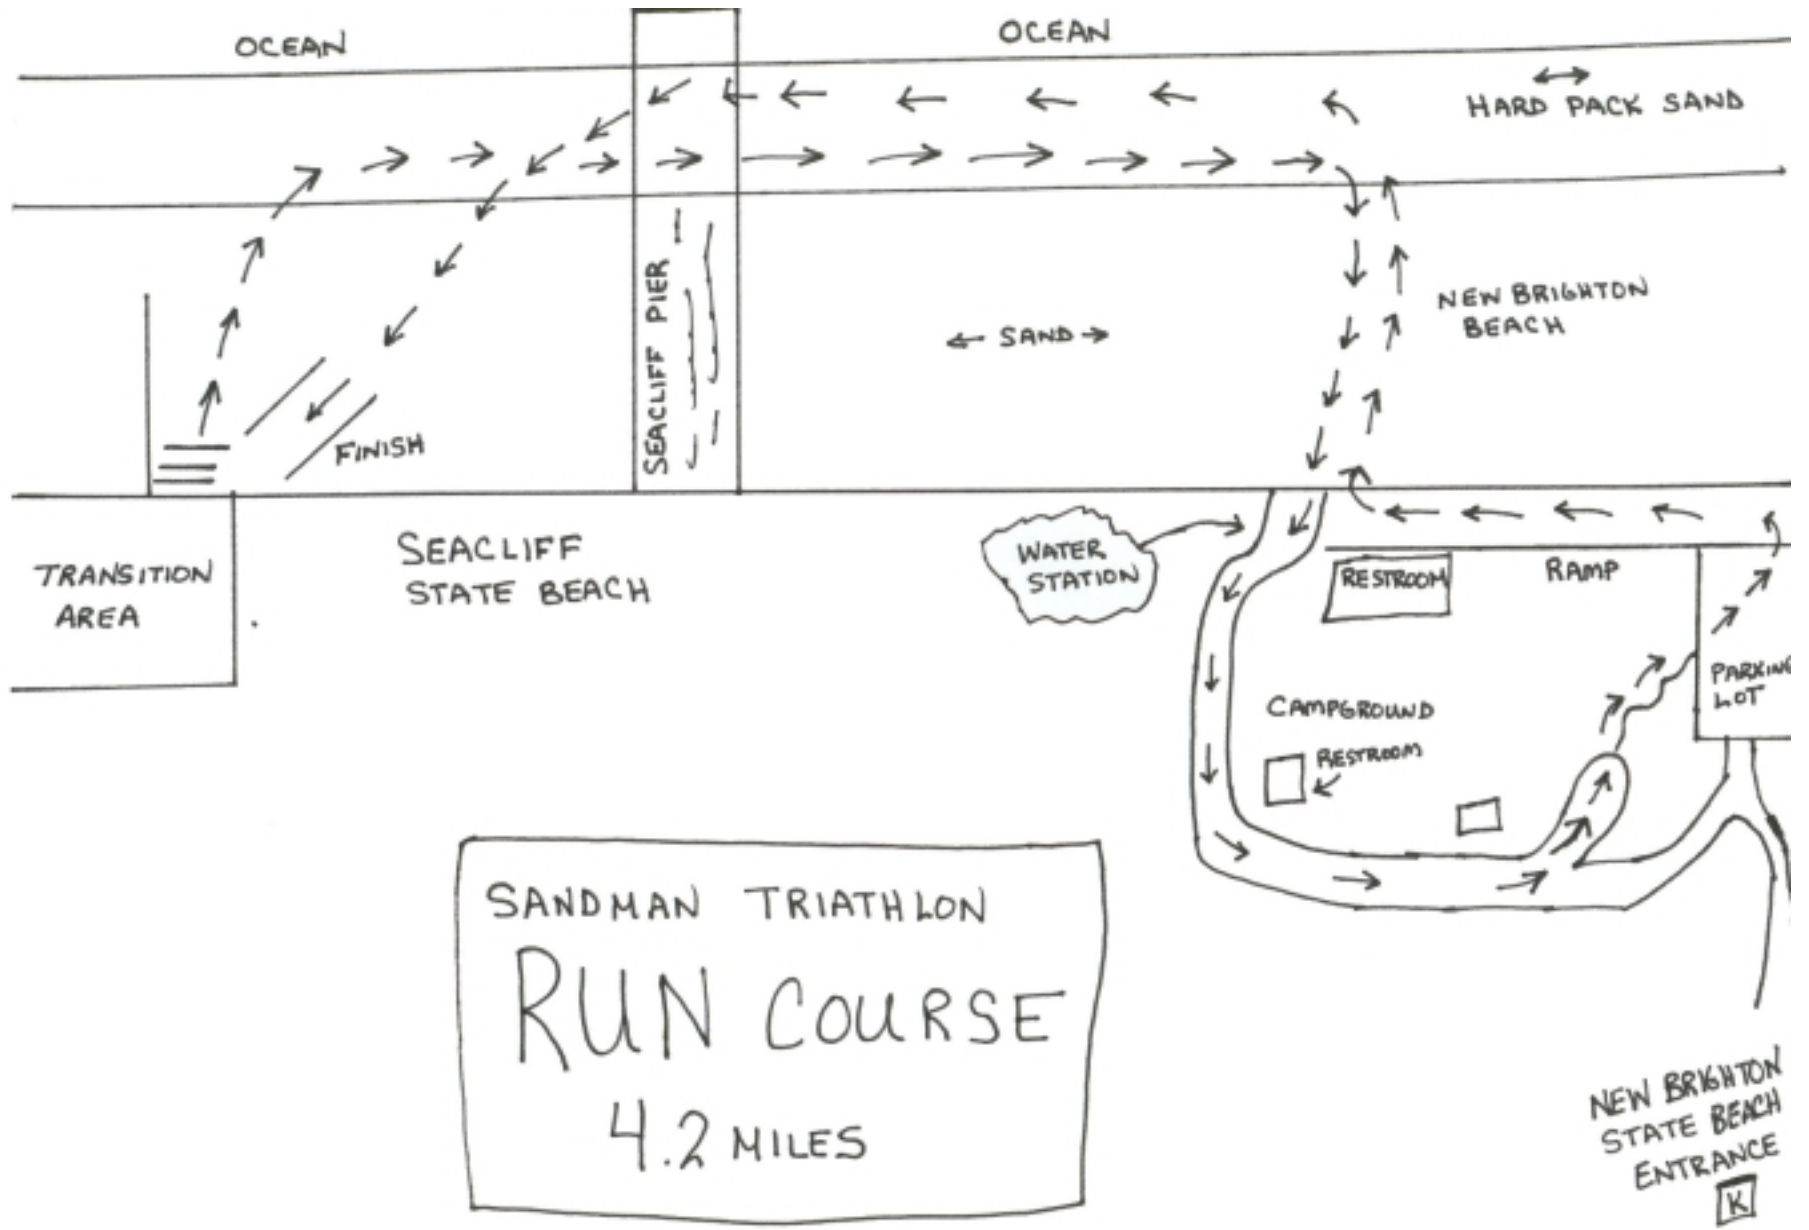 OCEAN
OCEAN
HARD PACK SAND
SEACLIFF PIER
SAND
NEW BRIGHTON
BEACH
FINISH
TRANSITION
AREA
SEACLIFF
STATE BEACH
WATER
STATION
RESTROOM
RAMP
PARKING
LOT
CAMPGROUND
RESTROOM
SANDMAN TRIATHLON
RUN COURSE
4.2 MILES
NEW BRIGHTON
STATE BEACH
ENTRANCE
K